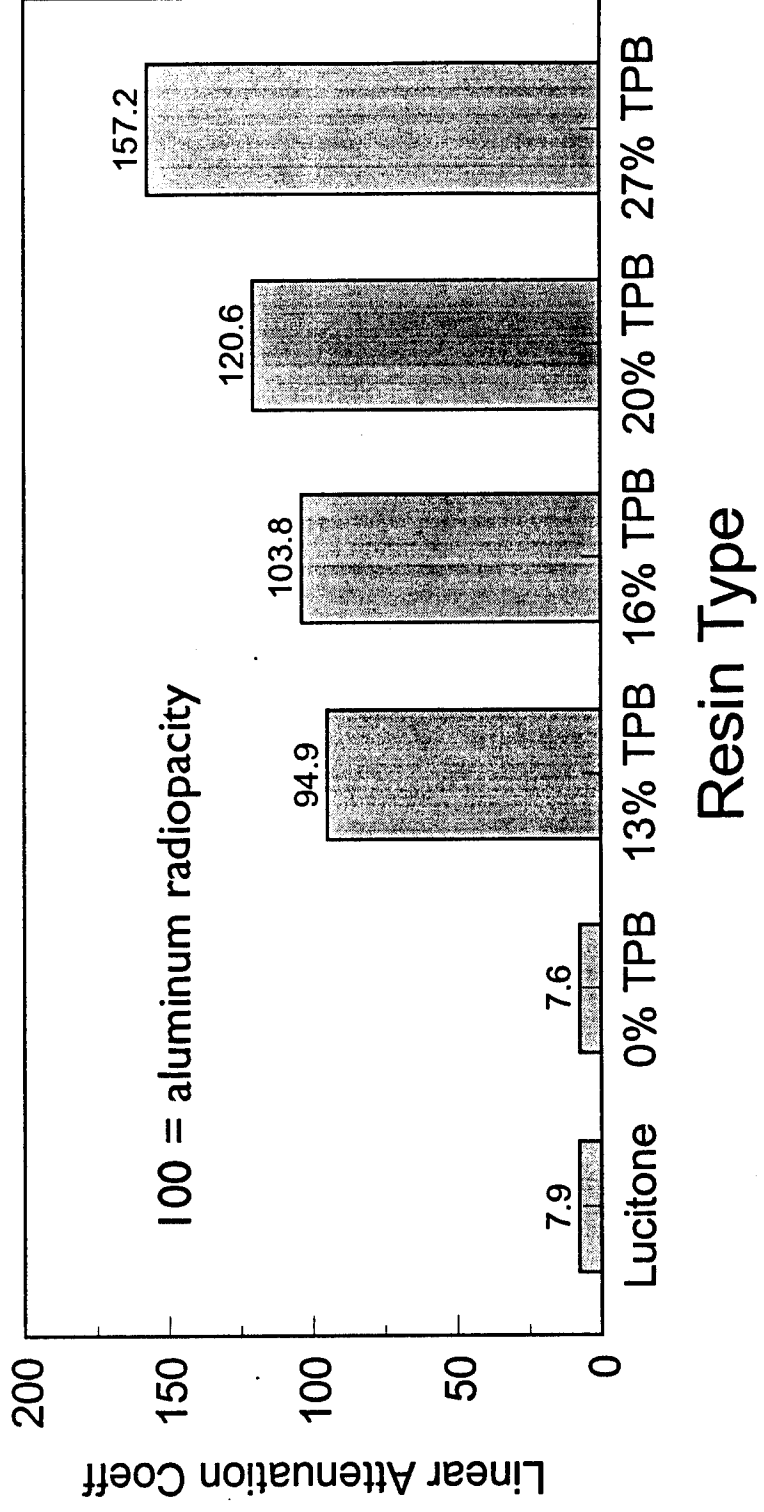 Linear Attenuation Coeff
200
150
100
50
0
100 = aluminum radiopacity
7.9
7.6
94.9
103.8
120.6
157.2
Lucitone
0% TPB
13% TPB
16% TPB
20% TPB
27% TPB
Resin Type